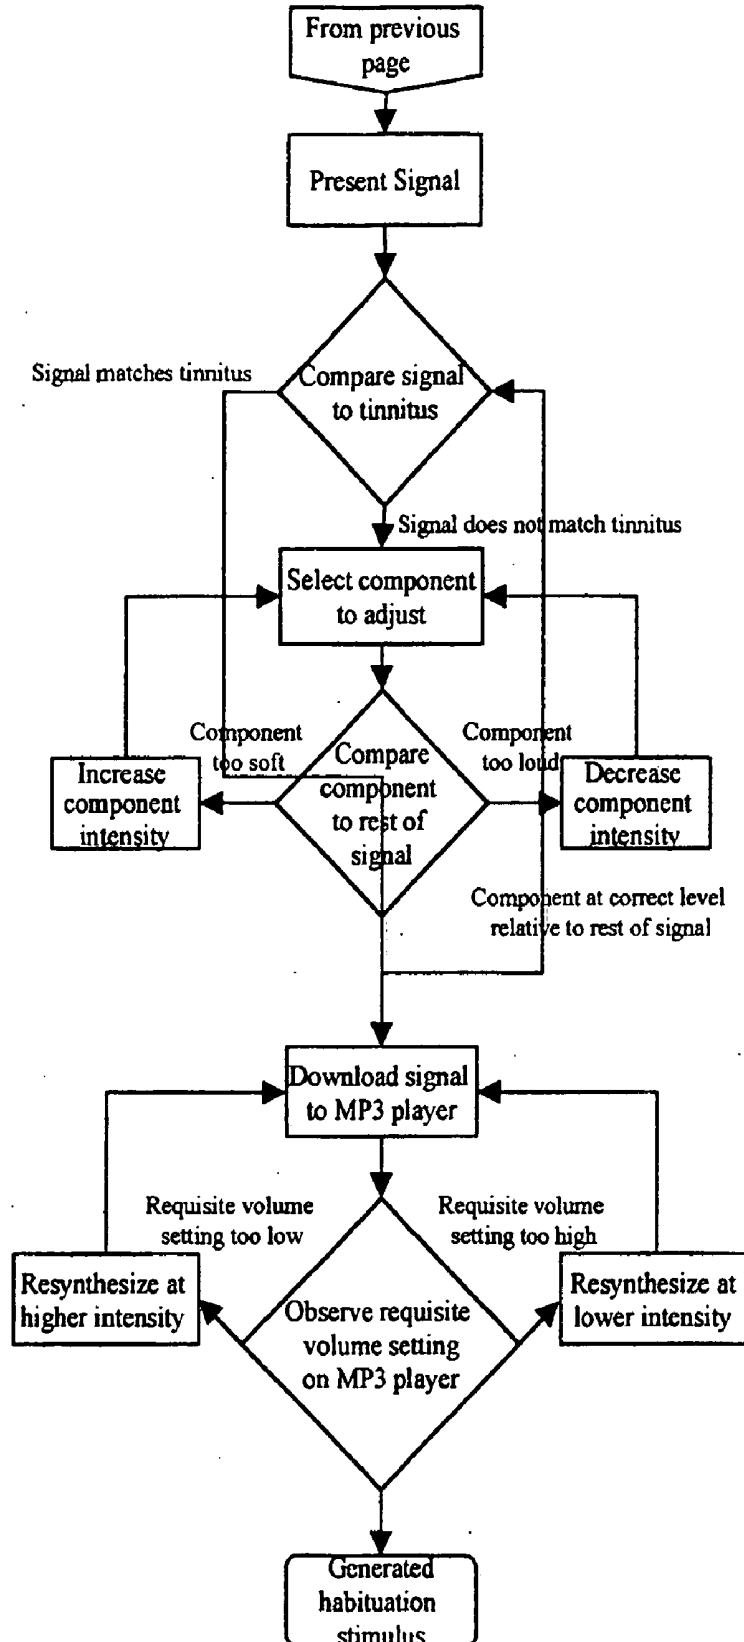 From previous
page
Present Signal
Signal matches tinnitus
Compare signal
to tinnitus
Signal does not match tinnitus
Select component
to adjust
Component
too soft
Component
too loud
Increase
component
intensity
Compare
component
to rest of
signal
Decrease
component
intensity
Component at correct level
relative to rest of signal
Download signal
to MP3 player
Requisite volume
setting too low
Requisite volume
setting too high
Resynthesize at
higher intensity
Observe requisite
volume setting
on MP3 player
Resynthesize at
lower intensity
Generated
habituation
stimulus